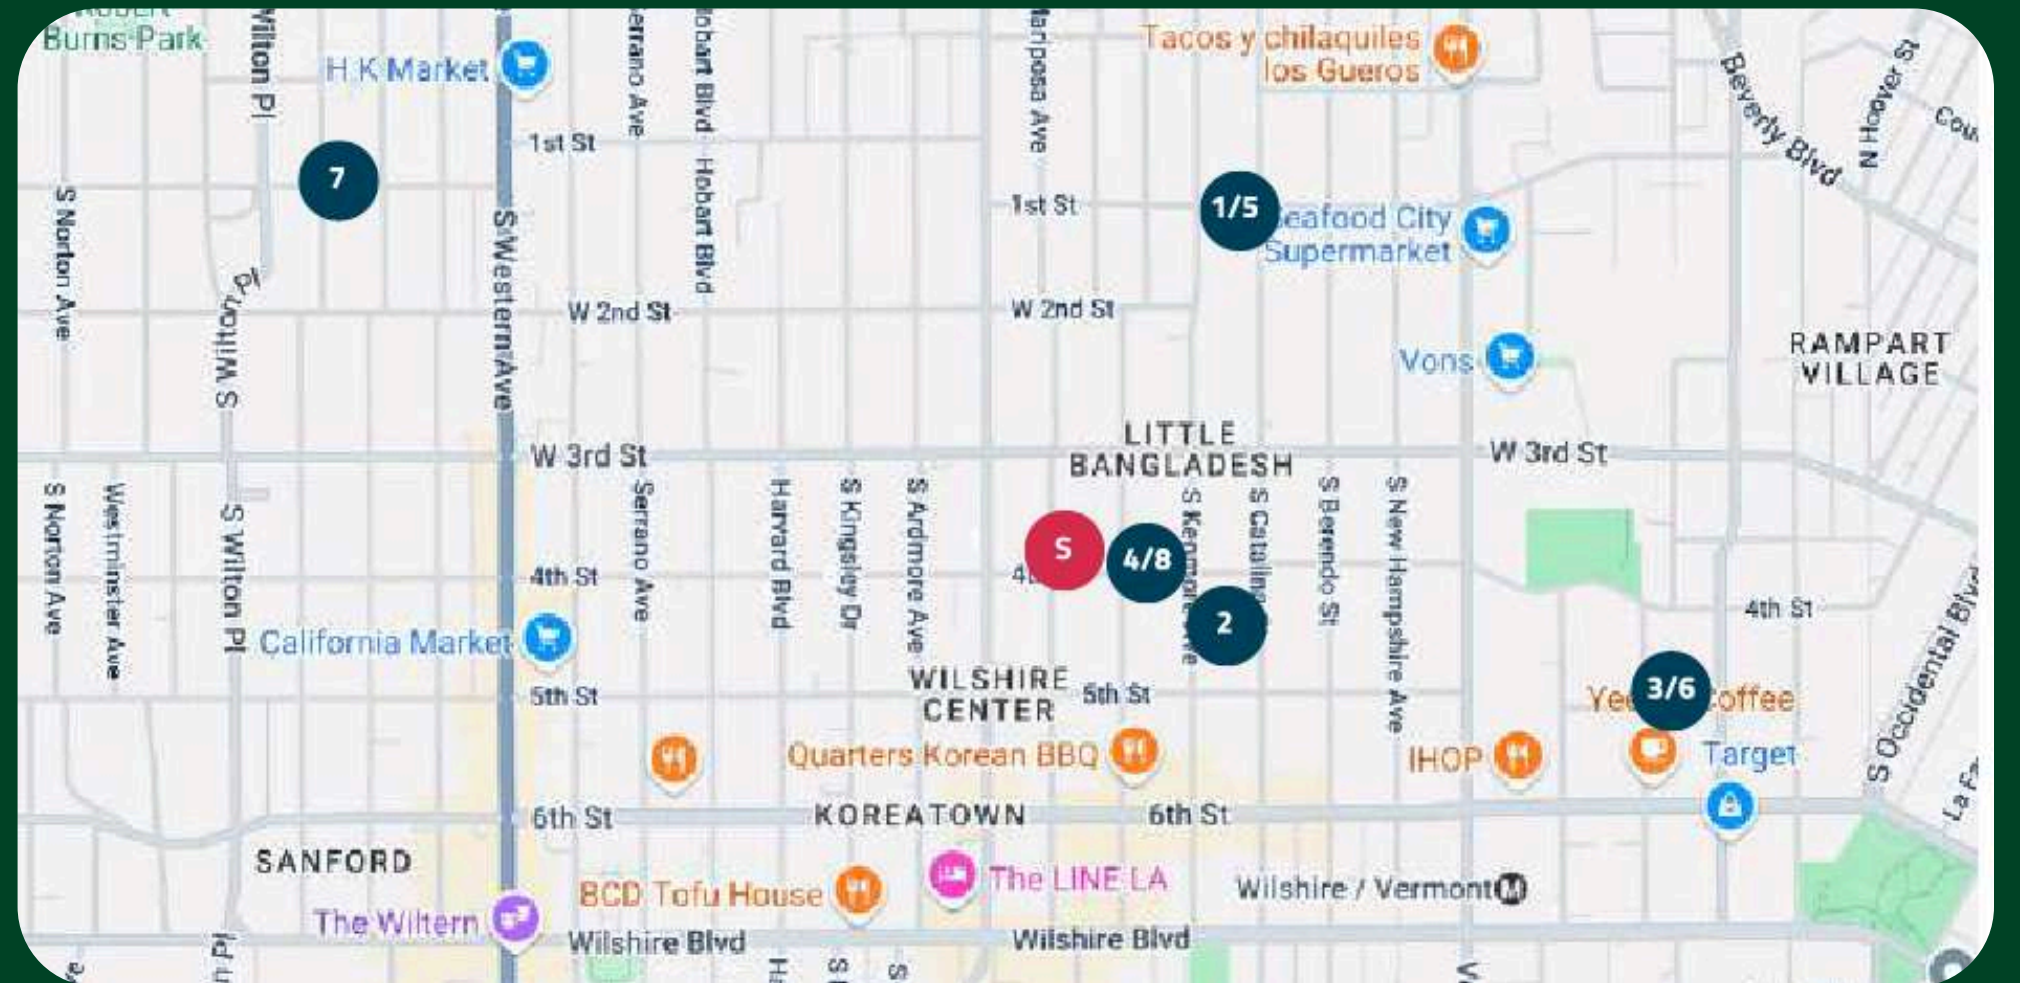 Burns Park
Wilton Pl
H K Market
Serrano Ave
Hobart Blvd
Mariposa Ave
Tacos y chilaquiles
los Gueros
Beverly Blvd
N Hoover St
1st St
7
S Norton Ave
S Western Ave
Hobart Blvd
1st St
1/5
Seafood City
Supermarket
S Wilton Pl
W 2nd St
W 2nd St
Vons
RAMPART
VILLAGE
LITTLE
BANGLADESH
W 3rd St
W 3rd St
S Norton Ave
Westminster Ave
S Wilton Pl
Serrano Ave
Harvard Blvd
S Kingsley Dr
S Ardmore Ave
S Kenmore Ave
S Catalina
S Berendo St
S New Hampshire Ave
S
4/8
2
4th St
4th St
S Occidental Blvd
California Market
WILSHIRE
CENTER
5th St
5th St
3/6
Coffee
Quarters Korean BBQ
IHOP
Target
6th St
KOREATOWN
6th St
SANFORD
BCD Tofu House
The LINE LA
Wilshire / Vermont
M
The Wiltern
Wilshire Blvd
Wilshire Blvd